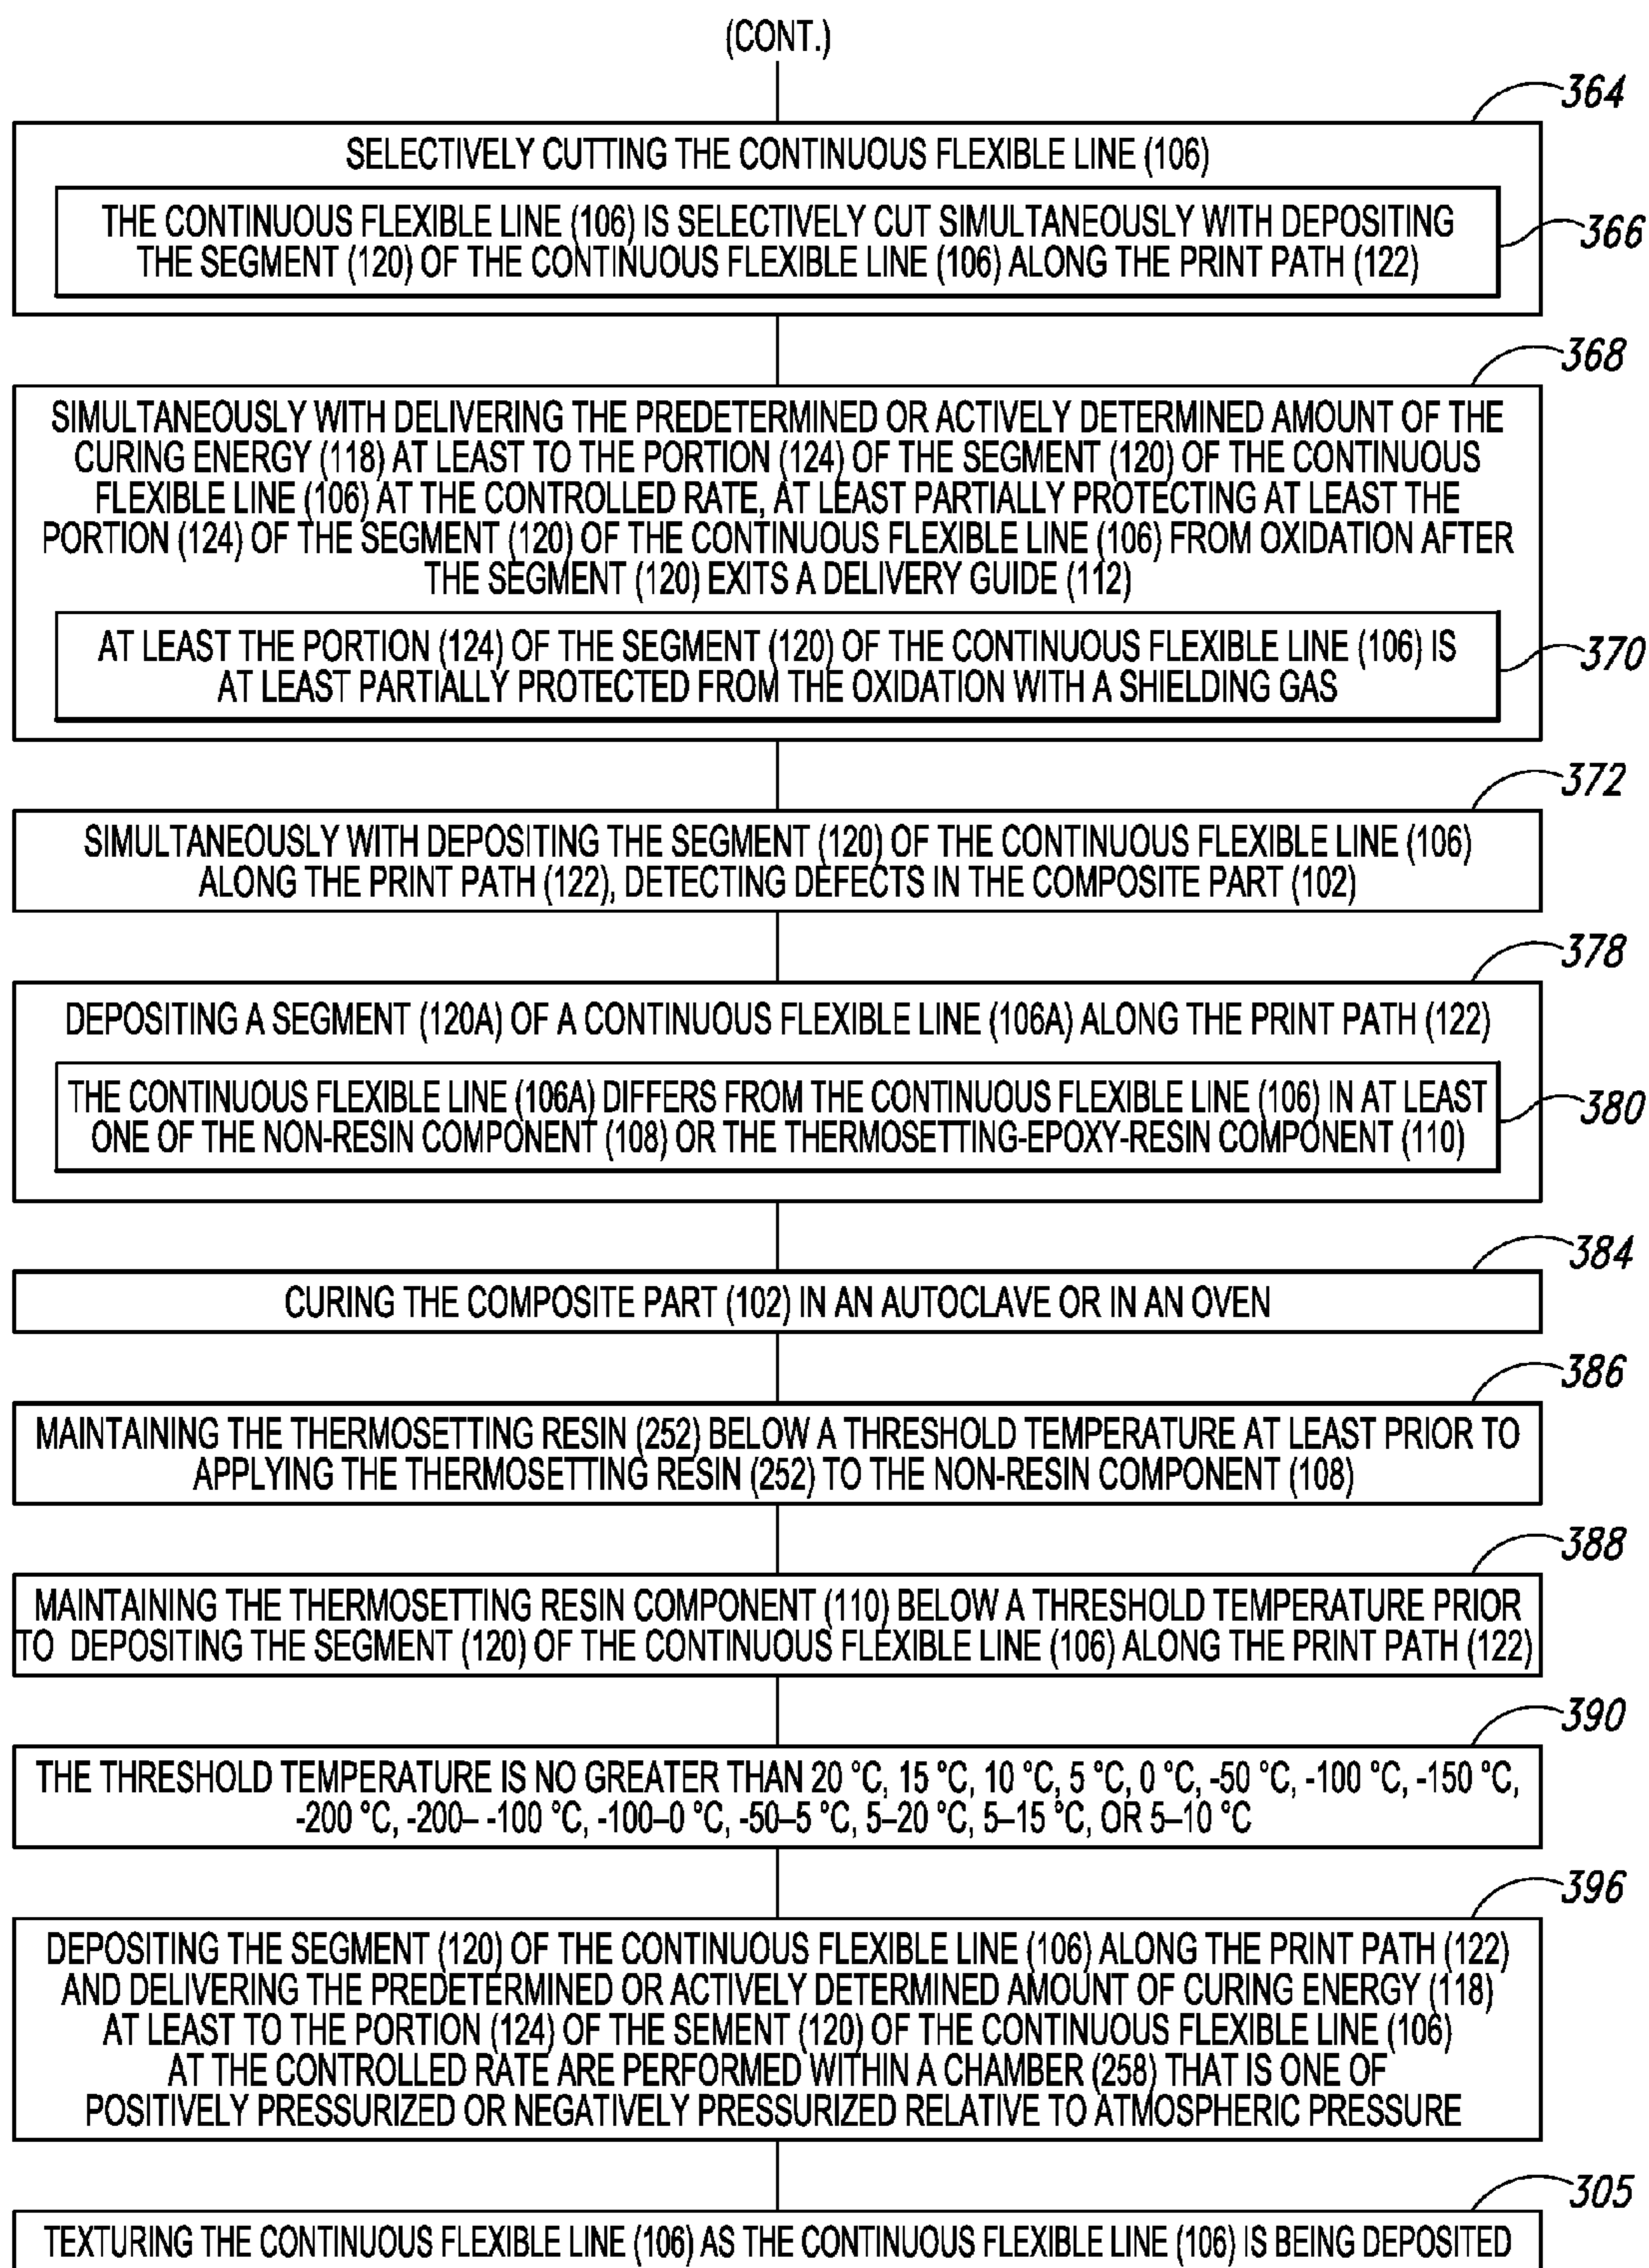 (CONT.)
364
SELECTIVELY CUTTING THE CONTINUOUS FLEXIBLE LINE (106)
THE CONTINUOUS FLEXIBLE LINE (106) IS SELECTIVELY CUT SIMULTANEOUSLY WITH DEPOSITING
THE SEGMENT (120) OF THE CONTINUOUS FLEXIBLE LINE (106) ALONG THE PRINT PATH (122)
366
368
SIMULTANEOUSLY WITH DELIVERING THE PREDETERMINED OR ACTIVELY DETERMINED AMOUNT OF THE
CURING ENERGY (118) AT LEAST TO THE PORTION (124) OF THE SEGMENT (120) OF THE CONTINUOUS
FLEXIBLE LINE (106) AT THE CONTROLLED RATE, AT LEAST PARTIALLY PROTECTING AT LEAST THE
PORTION (124) OF THE SEGMENT (120) OF THE CONTINUOUS FLEXIBLE LINE (106) FROM OXIDATION AFTER
THE SEGMENT (120) EXITS A DELIVERY GUIDE (112)
AT LEAST THE PORTION (124) OF THE SEGMENT (120) OF THE CONTINUOUS FLEXIBLE LINE (106) IS
AT LEAST PARTIALLY PROTECTED FROM THE OXIDATION WITH A SHIELDING GAS
370
372
SIMULTANEOUSLY WITH DEPOSITING THE SEGMENT (120) OF THE CONTINUOUS FLEXIBLE LINE (106)
ALONG THE PRINT PATH (122), DETECTING DEFECTS IN THE COMPOSITE PART (102)
378
DEPOSITING A SEGMENT (120A) OF A CONTINUOUS FLEXIBLE LINE (106A) ALONG THE PRINT PATH (122)
THE CONTINUOUS FLEXIBLE LINE (106A) DIFFERS FROM THE CONTINUOUS FLEXIBLE LINE (106) IN AT LEAST
ONE OF THE NON-RESIN COMPONENT (108) OR THE THERMOSETTING-EPOXY-RESIN COMPONENT (110)
380
384
CURING THE COMPOSITE PART (102) IN AN AUTOCLAVE OR IN AN OVEN
386
MAINTAINING THE THERMOSETTING RESIN (252) BELOW A THRESHOLD TEMPERATURE AT LEAST PRIOR TO
APPLYING THE THERMOSETTING RESIN (252) TO THE NON-RESIN COMPONENT (108)
388
MAINTAINING THE THERMOSETTING RESIN COMPONENT (110) BELOW A THRESHOLD TEMPERATURE PRIOR
TO DEPOSITING THE SEGMENT (120) OF THE CONTINUOUS FLEXIBLE LINE (106) ALONG THE PRINT PATH (122)
390
THE THRESHOLD TEMPERATURE IS NO GREATER THAN 20 °C, 15 °C, 10 °C, 5 °C, 0 °C, -50 °C, -100 °C, -150 °C,
-200 °C, -200– -100 °C, -100–0 °C, -50–5 °C, 5–20 °C, 5–15 °C, OR 5–10 °C
396
DEPOSITING THE SEGMENT (120) OF THE CONTINUOUS FLEXIBLE LINE (106) ALONG THE PRINT PATH (122)
AND DELIVERING THE PREDETERMINED OR ACTIVELY DETERMINED AMOUNT OF CURING ENERGY (118)
AT LEAST TO THE PORTION (124) OF THE SEMENT (120) OF THE CONTINUOUS FLEXIBLE LINE (106)
AT THE CONTROLLED RATE ARE PERFORMED WITHIN A CHAMBER (258) THAT IS ONE OF
POSITIVELY PRESSURIZED OR NEGATIVELY PRESSURIZED RELATIVE TO ATMOSPHERIC PRESSURE
305
TEXTURING THE CONTINUOUS FLEXIBLE LINE (106) AS THE CONTINUOUS FLEXIBLE LINE (106) IS BEING DEPOSITED